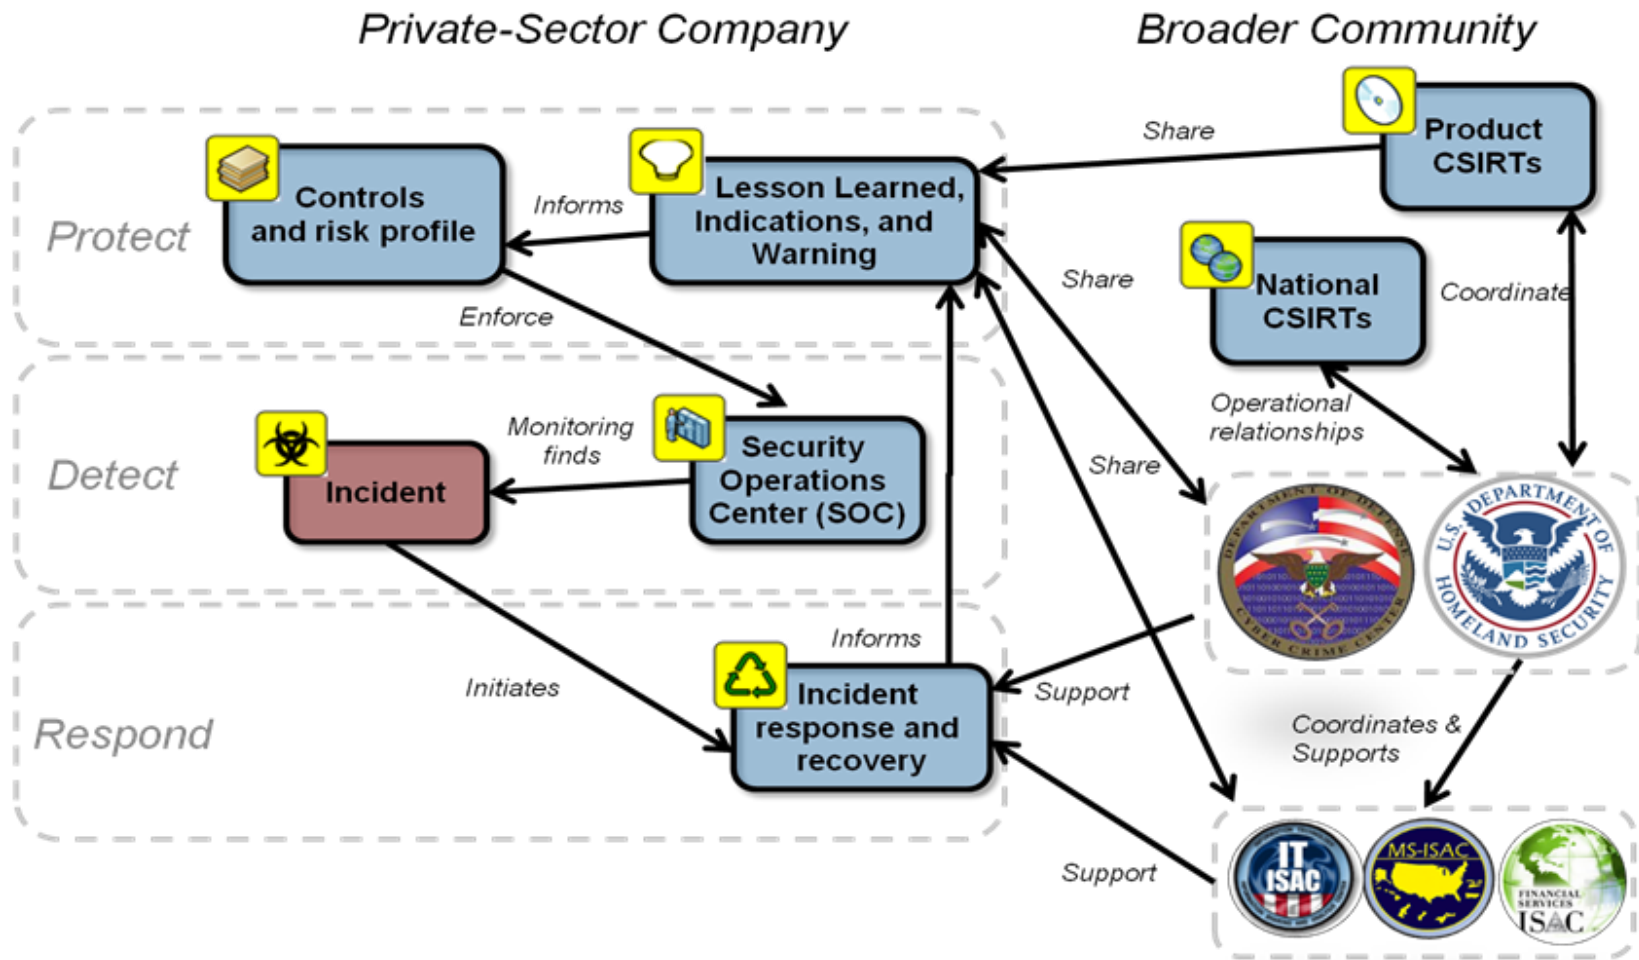 Private-Sector Company
Broader Community
Protect
Controls
and risk profile
Informs
Lesson Learned,
Indications, and
Warning
Share
Product
CSIRTs
Enforce
Share
National
CSIRTs
Coordinate
Detect
Incident
Monitoring
finds
Security
Operations
Center (SOC)
Share
Operational
relationships
DEPARTMENT OF DEFENSE
CYBER CRIME CENTER
U.S. DEPARTMENT OF
HOMELAND SECURITY
Respond
Initiates
Informs
Incident
response and
recovery
Support
Coordinates &
Supports
Support
IT
ISAC
MS-ISAC
FINANCIAL
SERVICES
ISAC